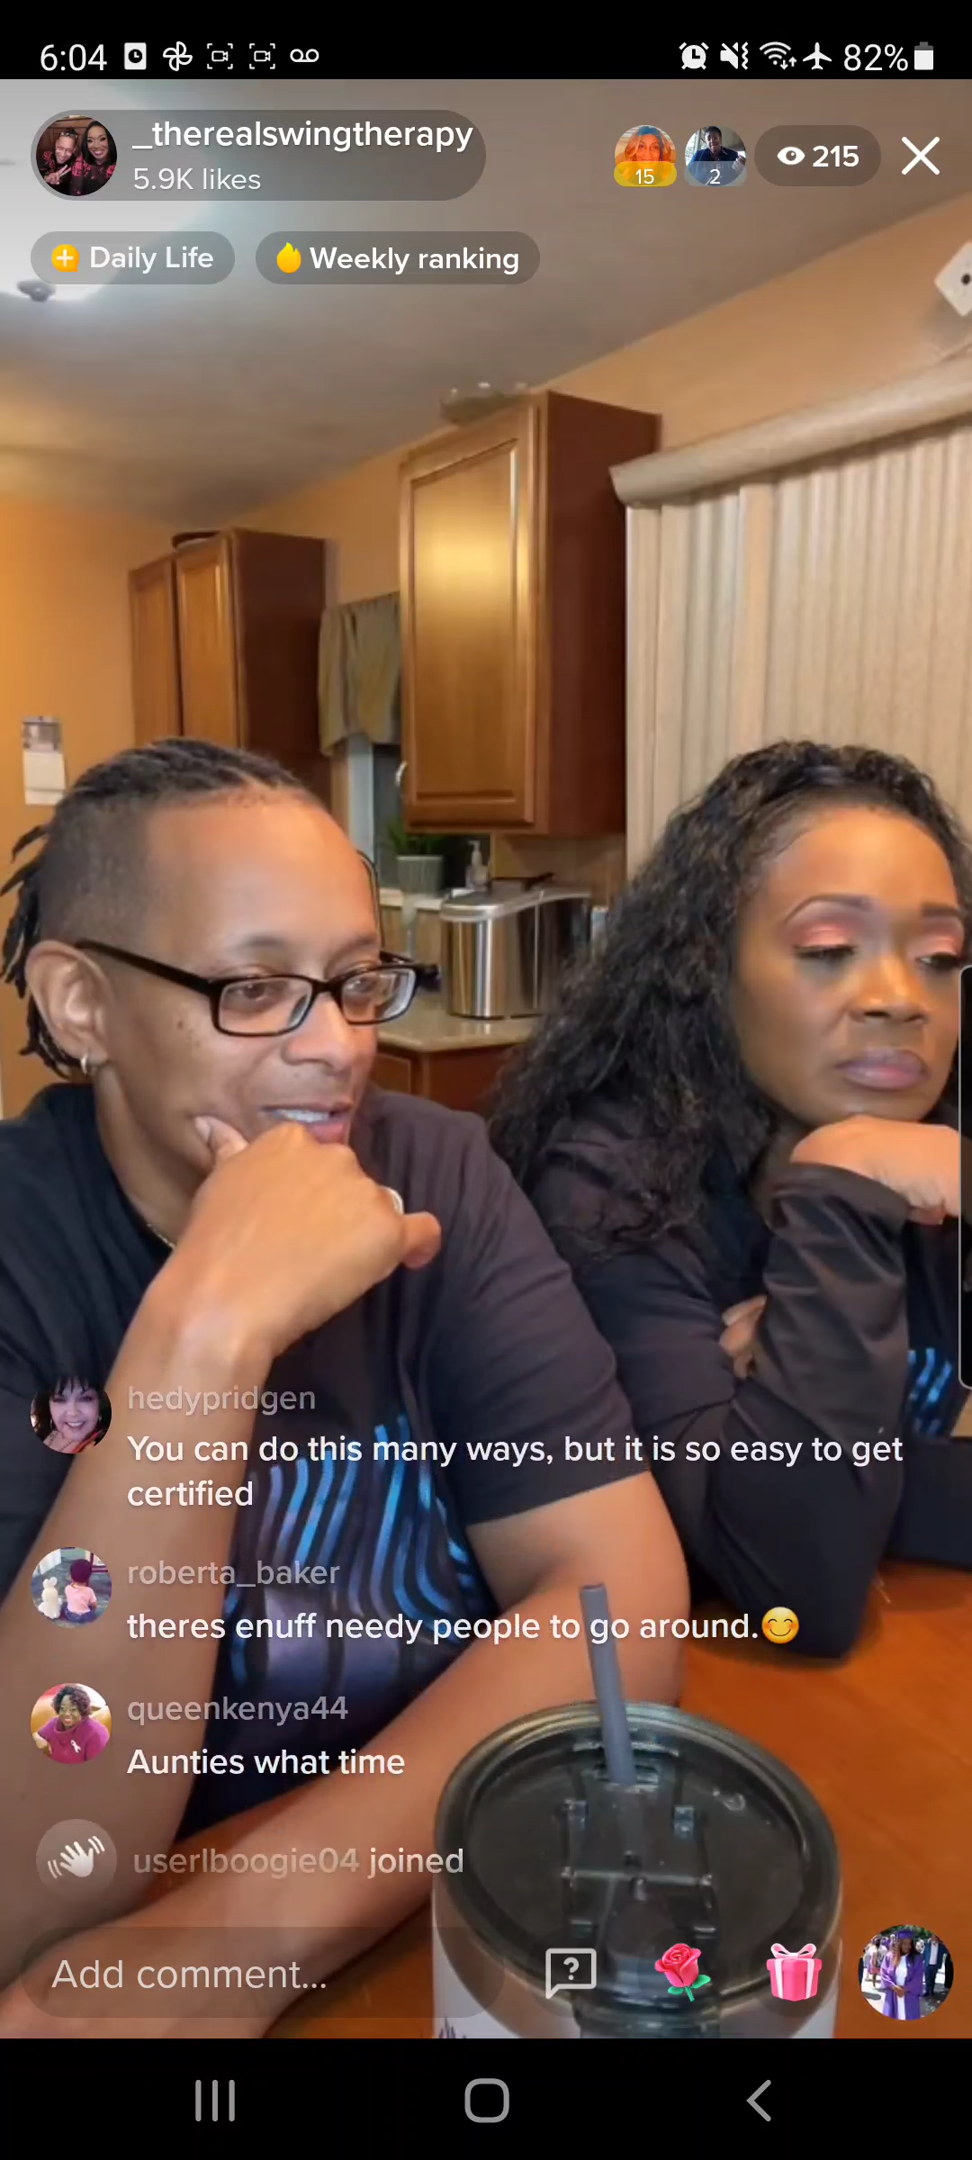 6:04 82%
_therealswingtherapy
5.9K likes
15
2
215
Daily Life
Weekly ranking
hedypridgen
You can do this many ways, but it is so easy to get
certified
roberta_baker
theres enuff needy people to go around.😊
queenkenya44
Aunties what time
userlboogie04 joined
Add comment...